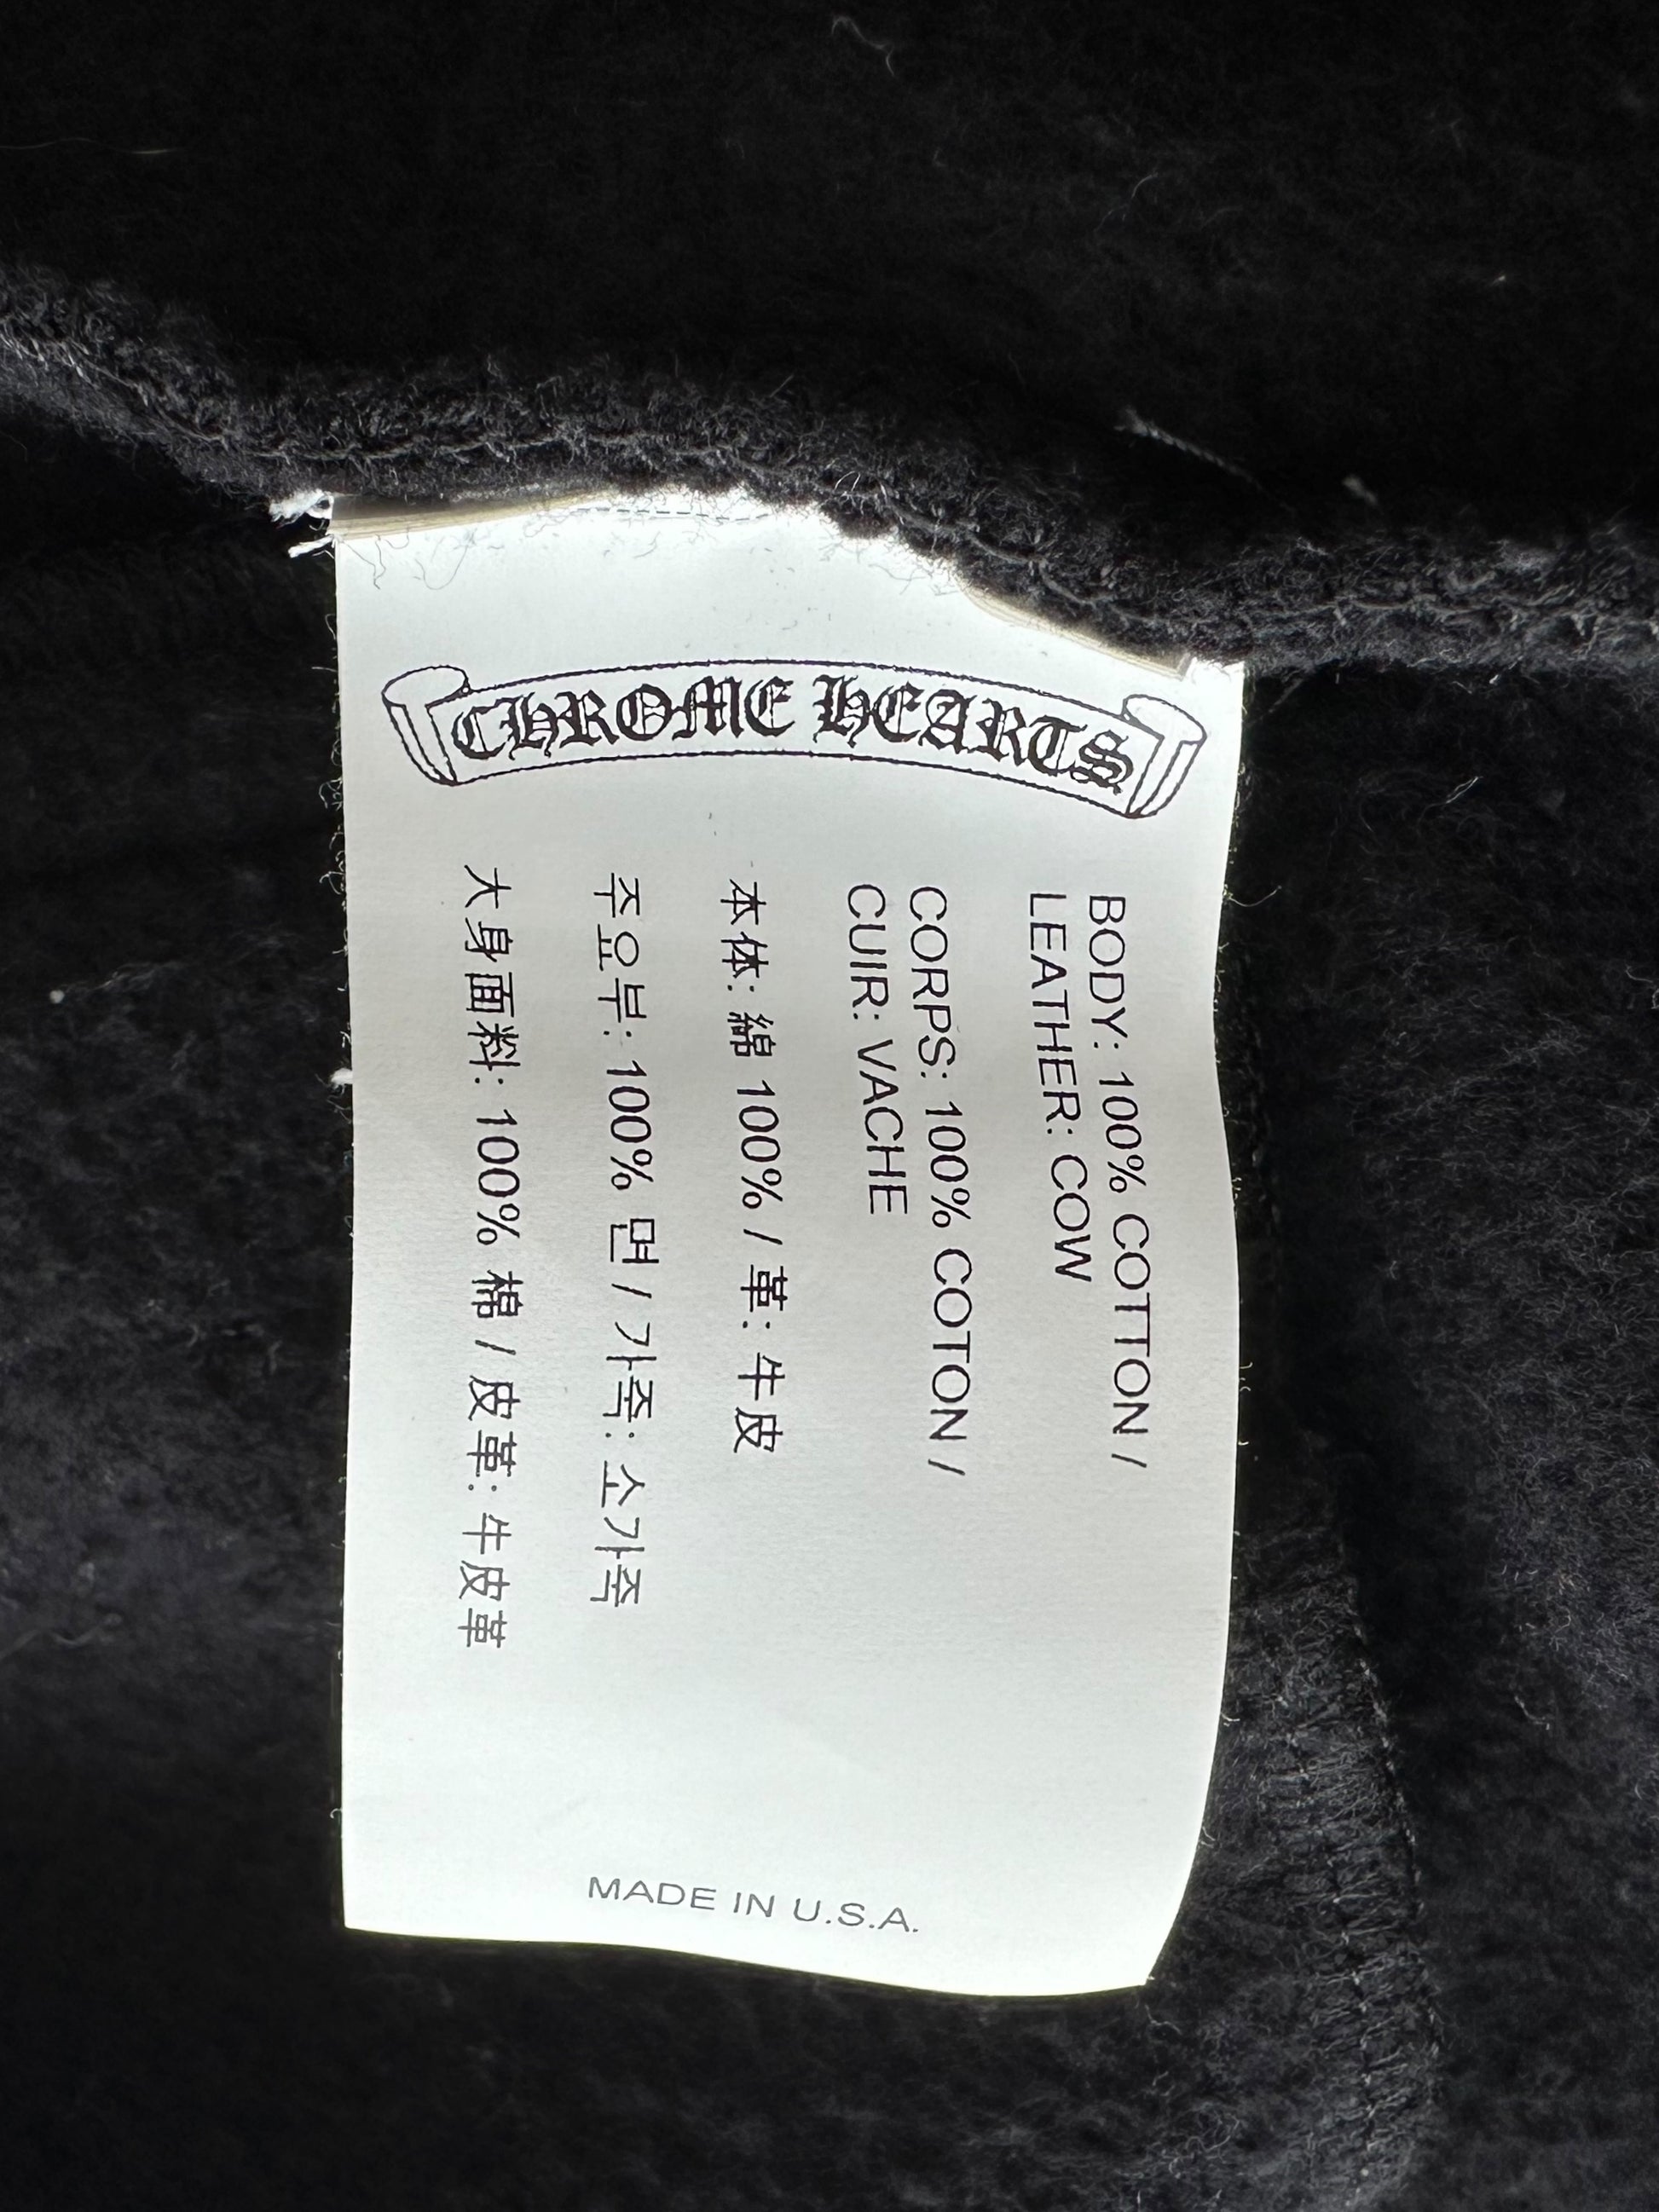 CHROME HEARTS
BODY: 100% COTTON /
LEATHER: COW
CORPS: 100% COTON /
CUIR: VACHE
本体: 綿 100% / 革: 牛皮
주요부: 100% 면 / 가죽: 소가죽
大身面料: 100% 棉 / 皮革: 牛皮革
MADE IN U.S.A.